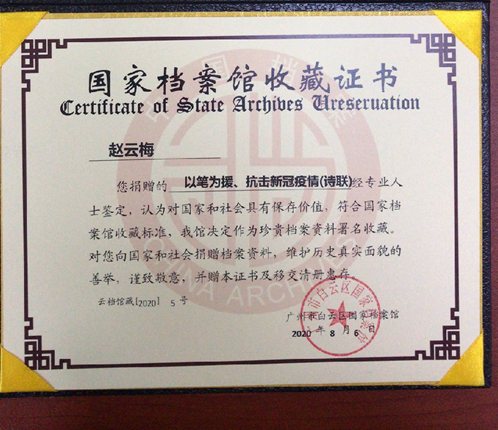 国家档案馆收藏证书
Certificate of State Archives Ureseruation
赵云梅
您捐赠的 以笔为援、抗击新冠疫情(诗联)经专业人
士鉴定，认为对国家和社会具有保存价值，符合国家档
案馆收藏标准，我馆决定作为珍贵档案资料署名收藏。
对您向国家和社会捐赠档案资料，维护历史真实面貌的
善举，谨致敬意，并赠本证书及移交清册惠存。
云档馆藏[2020] 5 号
广州市白云区国家档案馆
2020 年 8 月 6 日